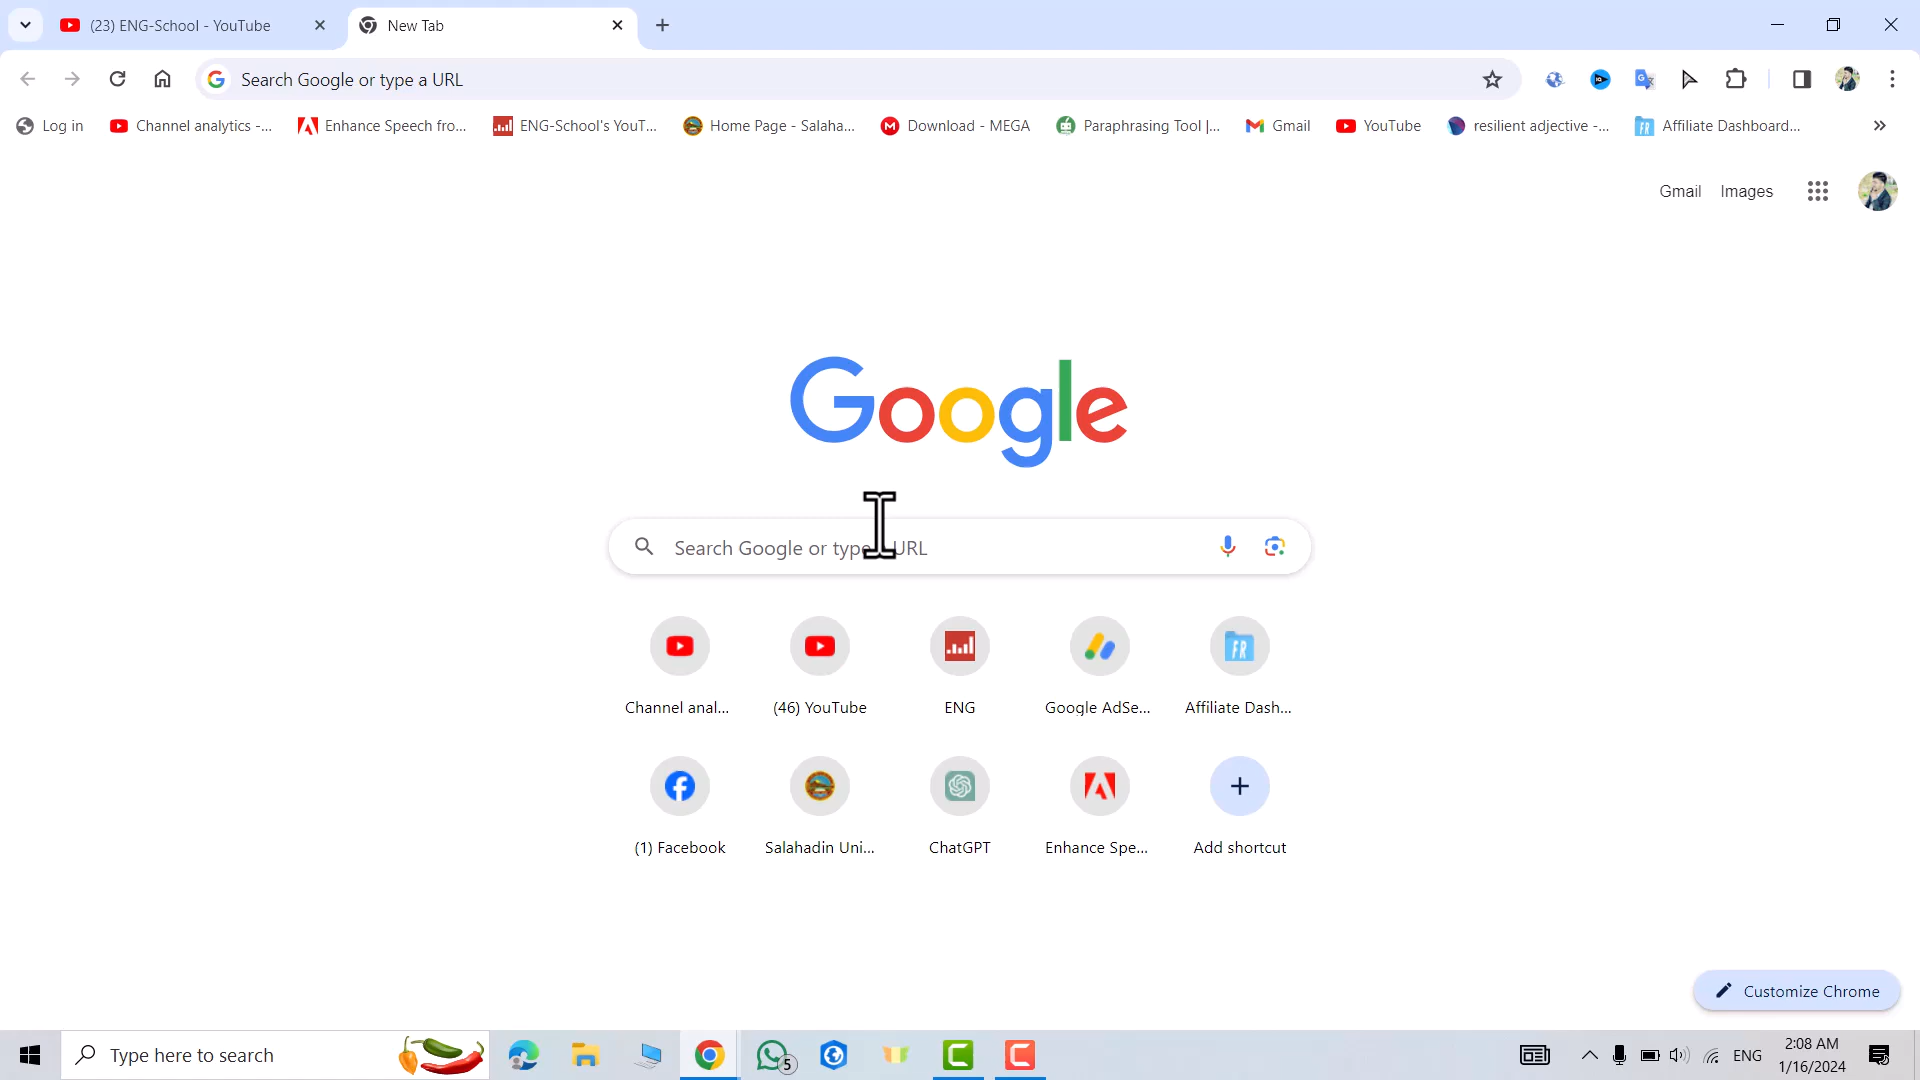 (23) ENG-School - YouTube
New Tab
Search Google or type a URL
Log in
Channel analytics -...
Enhance Speech fro...
ENG-School's YouT...
Home Page - Salaha...
Download - MEGA
Paraphrasing Tool |...
Gmail
YouTube
resilient adjective -...
Affiliate Dashboard...
Gmail
Images
Google
Search Google or type URL
Channel anal...
(46) YouTube
ENG
Google AdSe...
Affiliate Dash...
(1) Facebook
Salahadin Uni...
ChatGPT
Enhance Spe...
Add shortcut
Customize Chrome
Type here to search
5
ENG
2:08 AM
1/16/2024